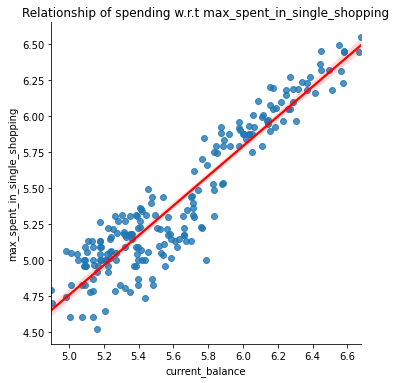 Relationship of spending w.r.t max_spent_in_single_shopping
max_spent_in_single_shopping
6.50
6.25
6.00
5.75
5.50
5.25
5.00
4.75
4.50
5.0 5.2 5.4 5.6 5.8 6.0 6.2 6.4 6.6
current_balance